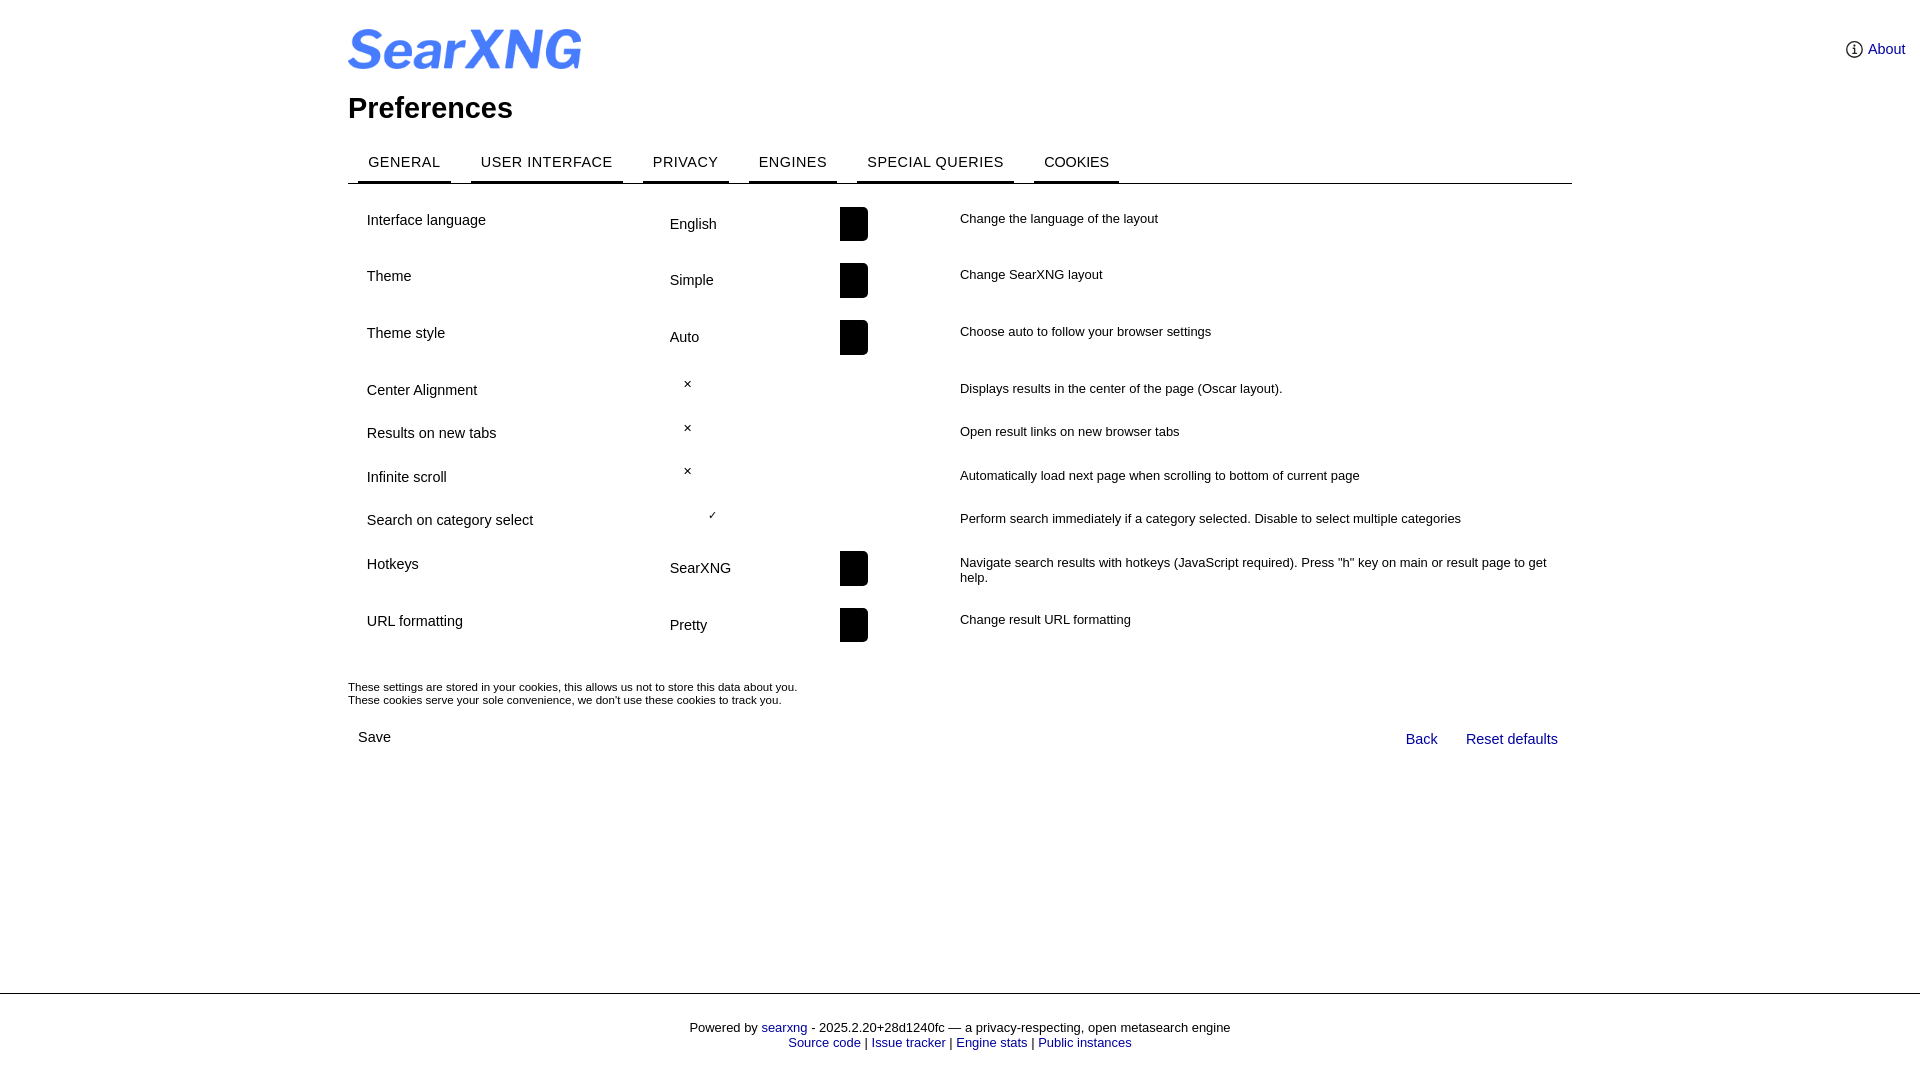 SearXNG
About
Preferences
GENERAL USER INTERFACE PRIVACY ENGINES SPECIAL QUERIES COOKIES
Interface language English Change the language of the layout
Theme Simple Change SearXNG layout
Theme style Auto Choose auto to follow your browser settings
Center Alignment ✕ Displays results in the center of the page (Oscar layout).
Results on new tabs ✕ Open result links on new browser tabs
Infinite scroll ✕ Automatically load next page when scrolling to bottom of current page
Search on category select ✓ Perform search immediately if a category selected. Disable to select multiple categories
Hotkeys SearXNG Navigate search results with hotkeys (JavaScript required). Press "h" key on main or result page to get
help.
URL formatting Pretty Change result URL formatting
These settings are stored in your cookies, this allows us not to store this data about you.
These cookies serve your sole convenience, we don't use these cookies to track you.
Save Back Reset defaults
Powered by searxng - 2025.2.20+28d1240fc — a privacy-respecting, open metasearch engine
Source code | Issue tracker | Engine stats | Public instances